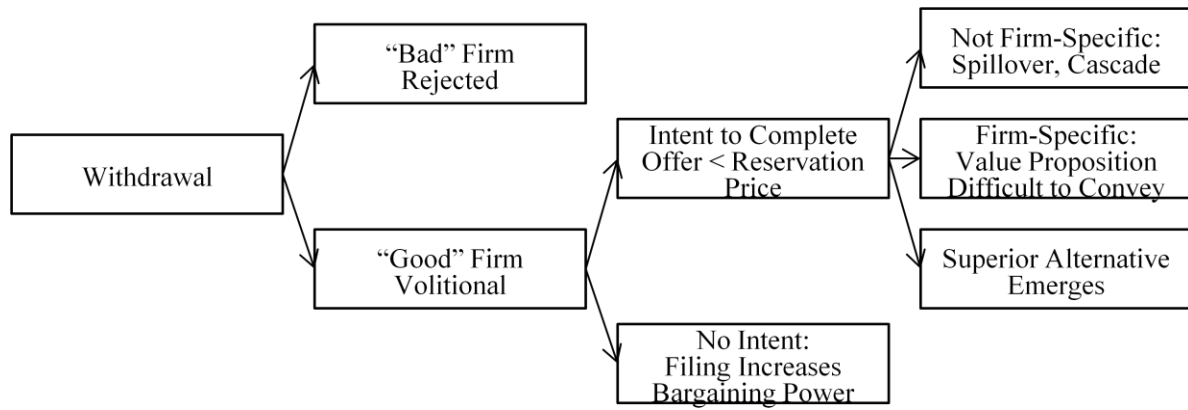 Withdrawal
“Bad” Firm
Rejected
“Good” Firm
Volitional
Intent to Complete
Offer < Reservation
Price
No Intent:
Filing Increases
Bargaining Power
Not Firm-Specific:
Spillover, Cascade
Firm-Specific:
Value Proposition
Difficult to Convey
Superior Alternative
Emerges